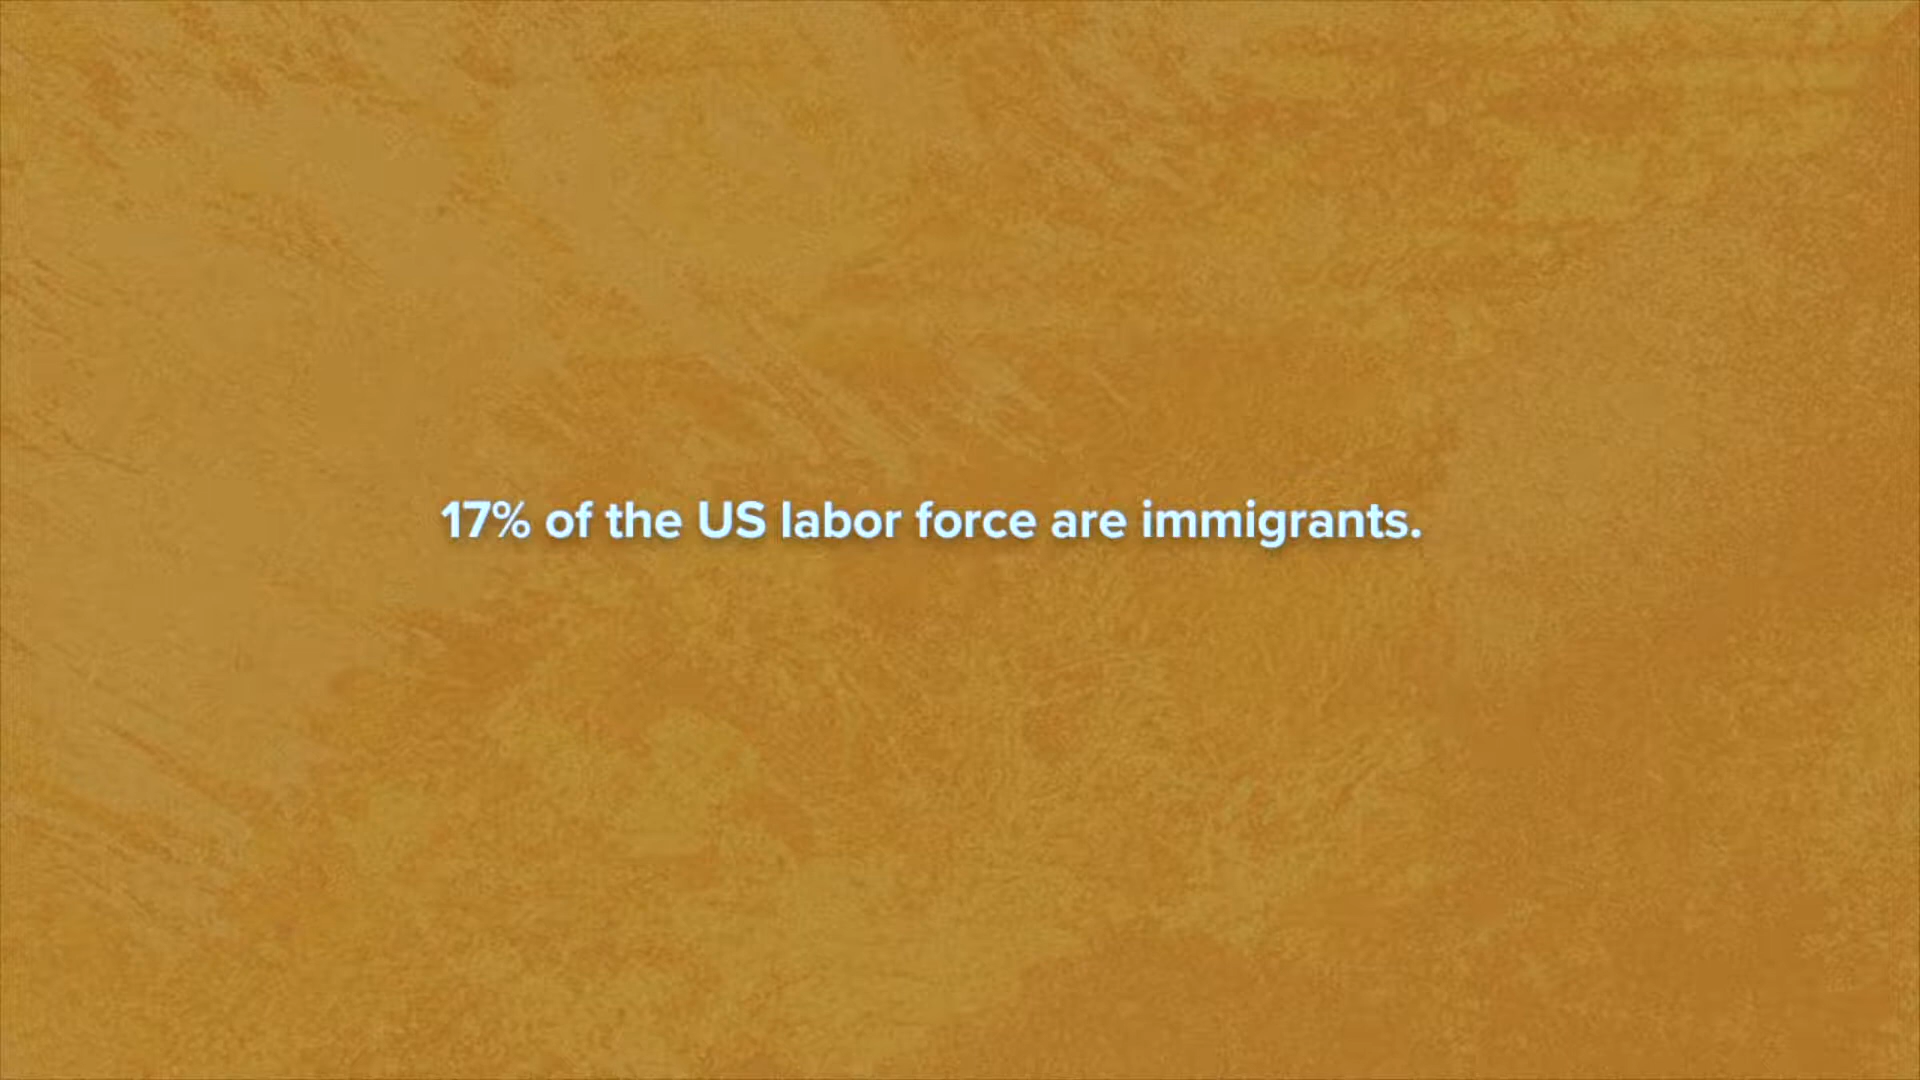 17% of the US labor force are immigrants.